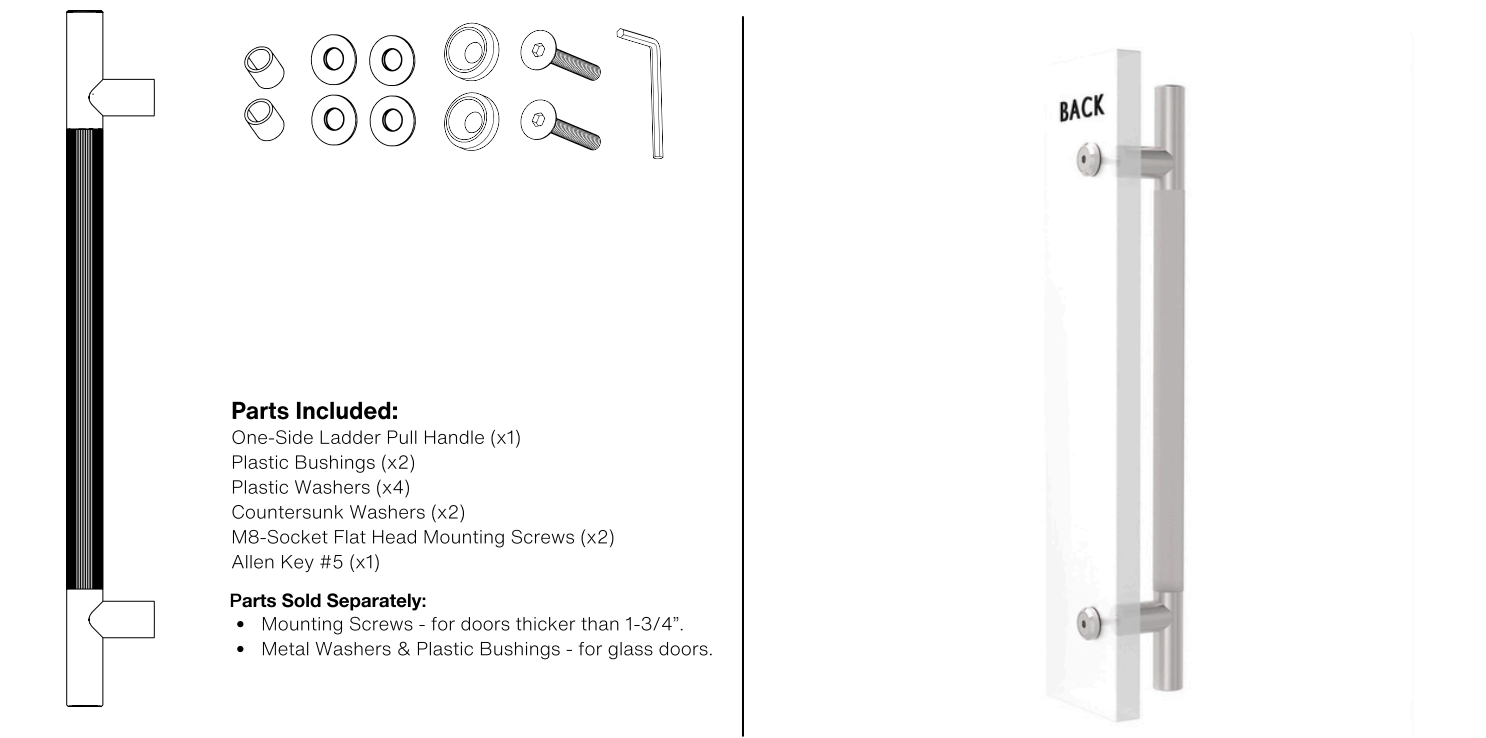 Parts Included:
One-Side Ladder Pull Handle (x1)
Plastic Bushings (x2)
Plastic Washers (x4)
Countersunk Washers (x2)
M8-Socket Flat Head Mounting Screws (x2)
Allen Key #5 (x1)
Parts Sold Separately:
• Mounting Screws - for doors thicker than 1-3/4”.
• Metal Washers & Plastic Bushings - for glass doors.
BACK